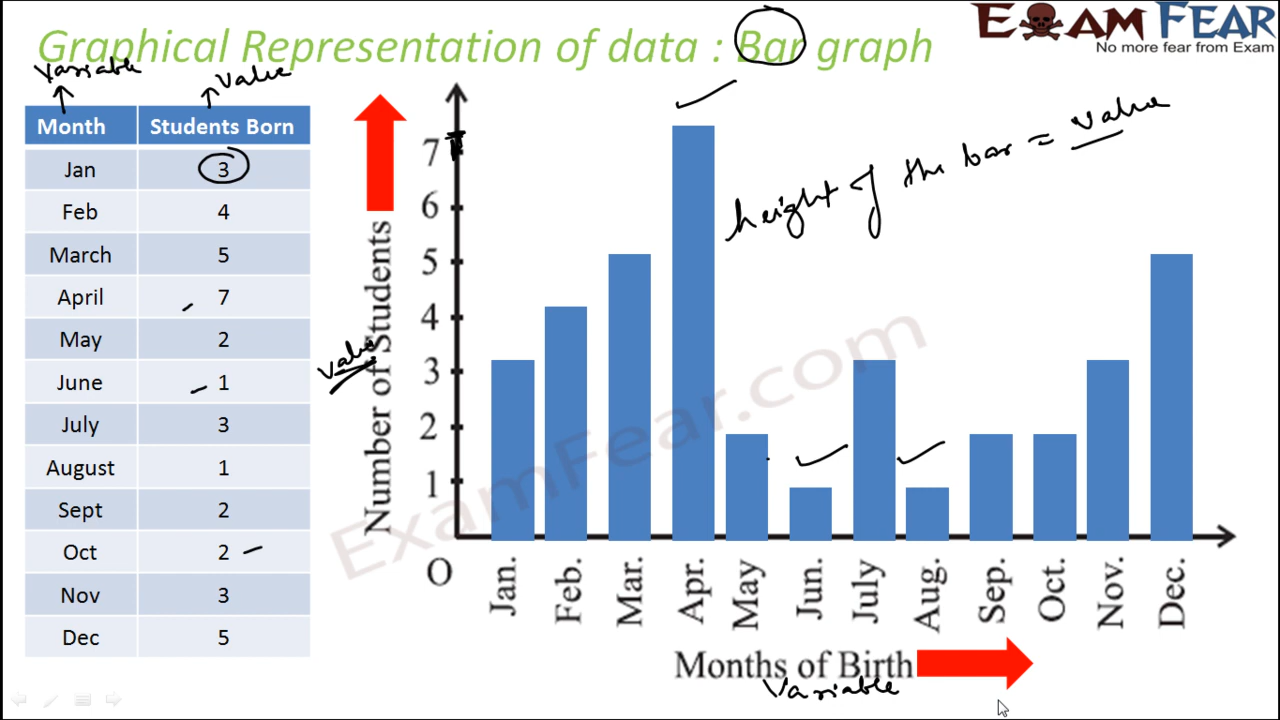 Graphical Representation of data : Bar graph
EXAM FEAR
No more fear from Exam
variable
value
Month Students Born
Jan 3
Feb 4
March 5
April 7
May 2
June 1
July 3
August 1
Sept 2
Oct 2
Nov 3
Dec 5
Number of Students
value
7
6
5
4
3
2
1
O
height of the bar = value
ExamFear.com
Jan.
Feb.
Mar.
Apr.
May
Jun.
July
Aug.
Sep.
Oct.
Nov.
Dec.
Months of Birth
Variable